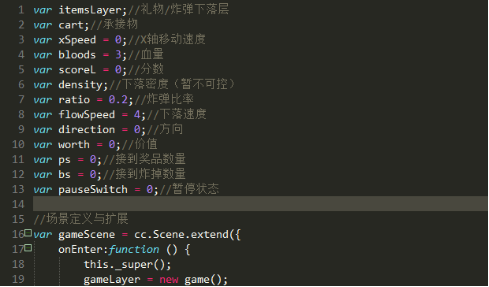 1 var itemsLayer;//礼物/炸弹下落层
2 var cart;//承接物
3 var xSpeed = 0;//X轴移动速度
4 var bloods = 3;//血量
5 var scoreL = 0;//分数
6 var density;//下落密度（暂不可控）
7 var ratio = 0.2;//炸弹比率
8 var flowSpeed = 4;//下落速度
9 var direction = 0;//方向
10 var worth = 0;//价值
11 var ps = 0;//接到奖品数量
12 var bs = 0;//接到炸掉数量
13 var pauseSwitch = 0;//暂停状态
14
15 //场景定义与扩展
16 var gameScene = cc.Scene.extend({
17 onEnter:function () {
18 this._super();
19 gameLayer = new game();